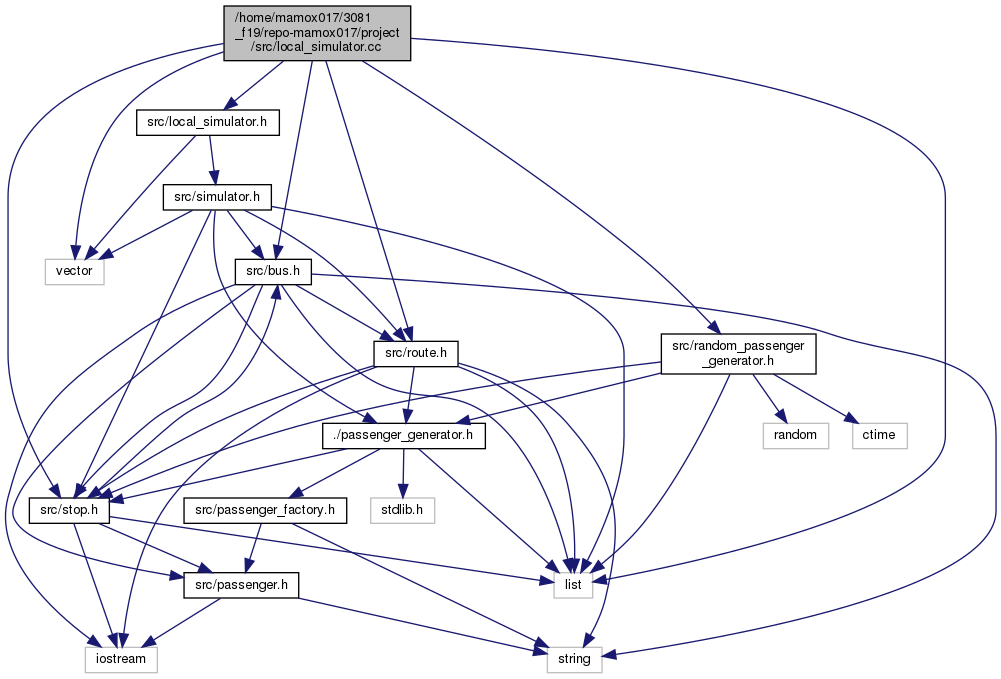 /home/mamox017/3081
_f19/repo-mamox017/project
/src/local_simulator.cc
src/local_simulator.h
src/simulator.h
vector
src/bus.h
src/route.h
src/random_passenger
_generator.h
./passenger_generator.h
random
ctime
src/stop.h
src/passenger_factory.h
stdlib.h
src/passenger.h
list
iostream
string